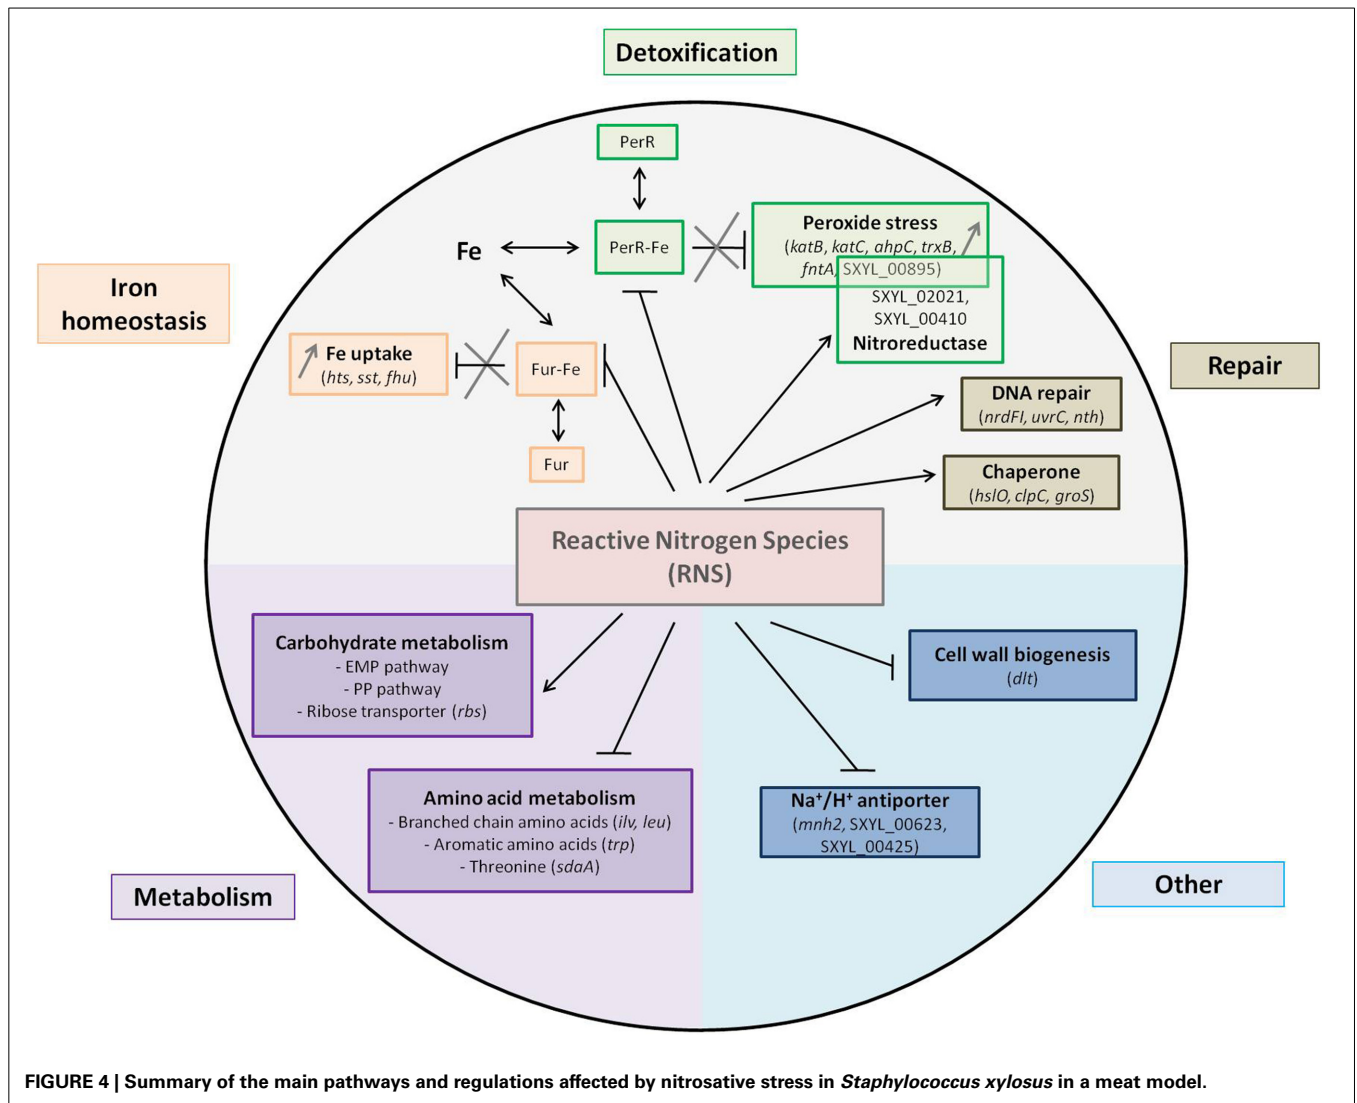 Detoxification
PerR
PerR-Fe
Fe
Peroxide stress
(katB, katC, ahpC, trxB,
fntA, SXYL_00895)
SXYL_02021,
SXYL_00410
Nitroreductase
Iron
homeostasis
Fe uptake
(hts, sst, fhu)
Fur-Fe
Fur
Repair
DNA repair
(nrdFI, uvrC, nth)
Chaperone
(hslO, clpC, groS)
Reactive Nitrogen Species
(RNS)
Carbohydrate metabolism
- EMP pathway
- PP pathway
- Ribose transporter (rbs)
Amino acid metabolism
- Branched chain amino acids (ilv, leu)
- Aromatic amino acids (trp)
- Threonine (sdaA)
Metabolism
Cell wall biogenesis
(dlt)
Na⁺/H⁺ antiporter
(mnh2, SXYL_00623,
SXYL_00425)
Other
FIGURE 4 | Summary of the main pathways and regulations affected by nitrosative stress in Staphylococcus xylosus in a meat model.